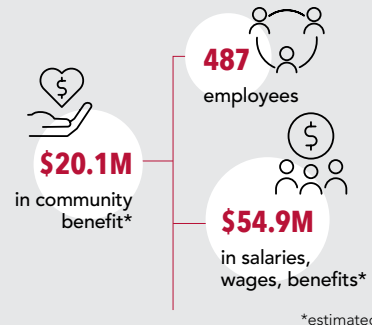 487
employees
$20.1M
in community
benefit*
$54.9M
in salaries,
wages, benefits*
*estimated